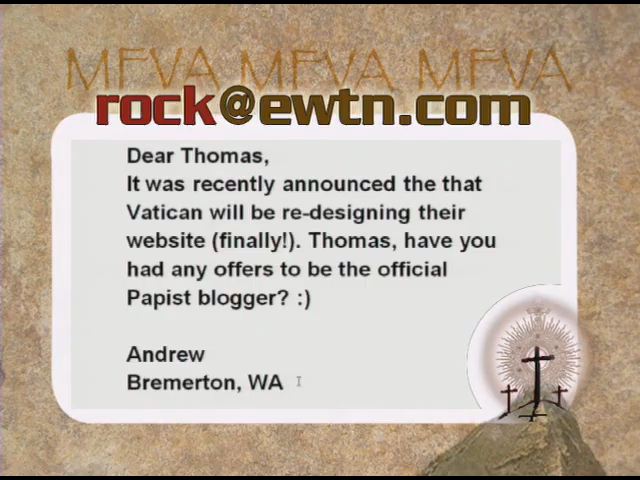 MFVA MFVA MFVA
rock@ewtn.com
Dear Thomas,
It was recently announced the that
Vatican will be re-designing their
website (finally!). Thomas, have you
had any offers to be the official
Papist blogger? :)
Andrew
Bremerton, WA